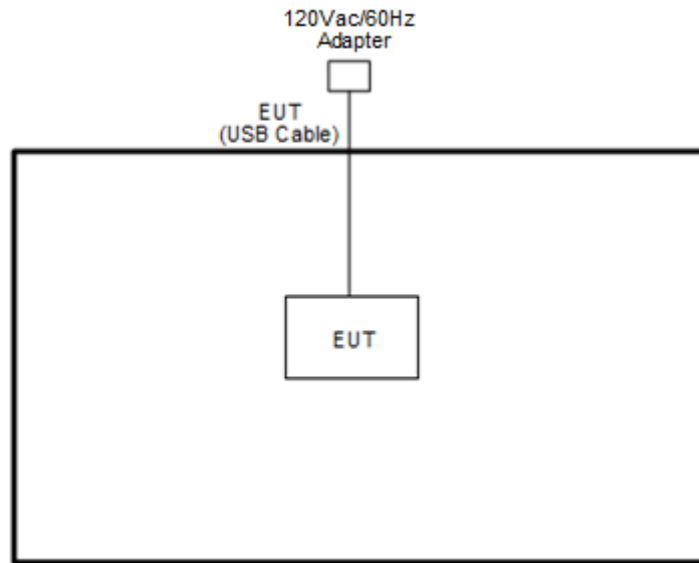 120Vac/60Hz
Adapter
EUT
(USB Cable)
EUT